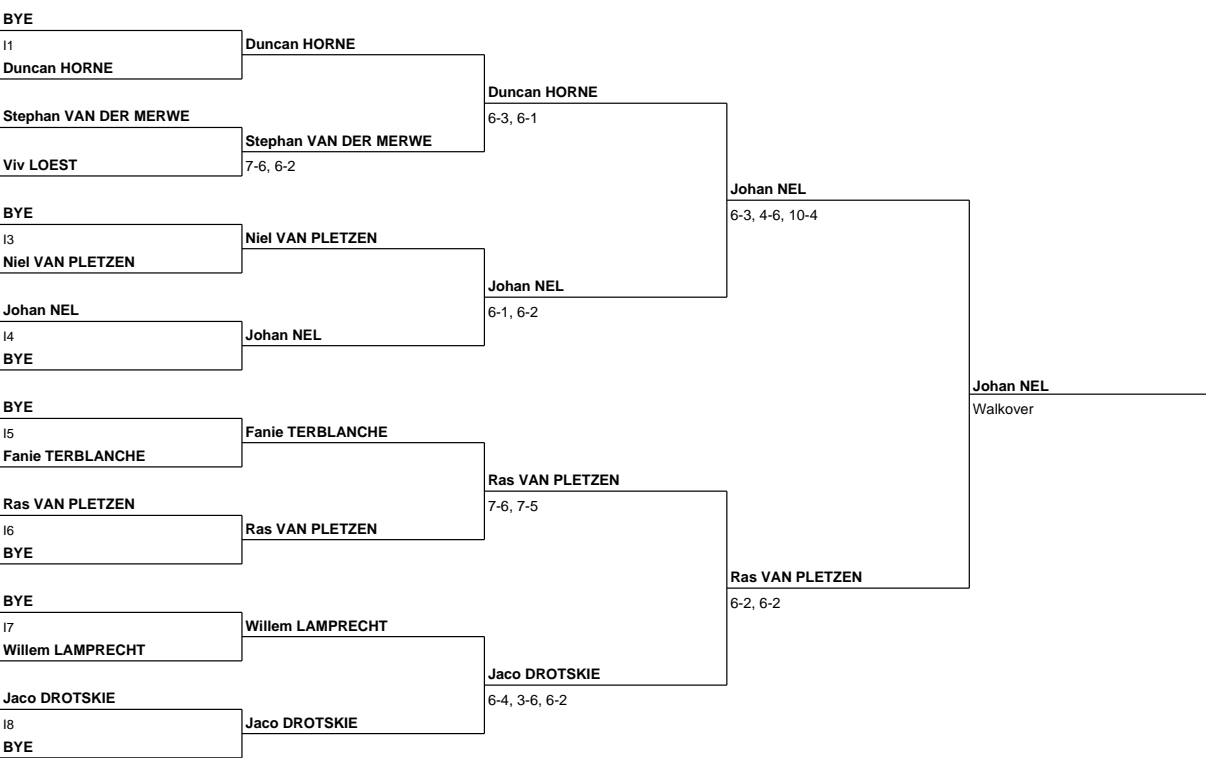 BYE
I1
Duncan HORNE
Duncan HORNE
Stephan VAN DER MERWE
Viv LOEST
Stephan VAN DER MERWE
7-6, 6-2
Duncan HORNE
6-3, 6-1
BYE
I3
Niel VAN PLETZEN
Niel VAN PLETZEN
Johan NEL
I4
BYE
Johan NEL
Johan NEL
6-1, 6-2
Johan NEL
6-3, 4-6, 10-4
BYE
I5
Fanie TERBLANCHE
Fanie TERBLANCHE
Ras VAN PLETZEN
I6
BYE
Ras VAN PLETZEN
Ras VAN PLETZEN
7-6, 7-5
BYE
I7
Willem LAMPRECHT
Willem LAMPRECHT
Jaco DROTSKIE
I8
BYE
Jaco DROTSKIE
Jaco DROTSKIE
6-4, 3-6, 6-2
Ras VAN PLETZEN
6-2, 6-2
Johan NEL
Walkover